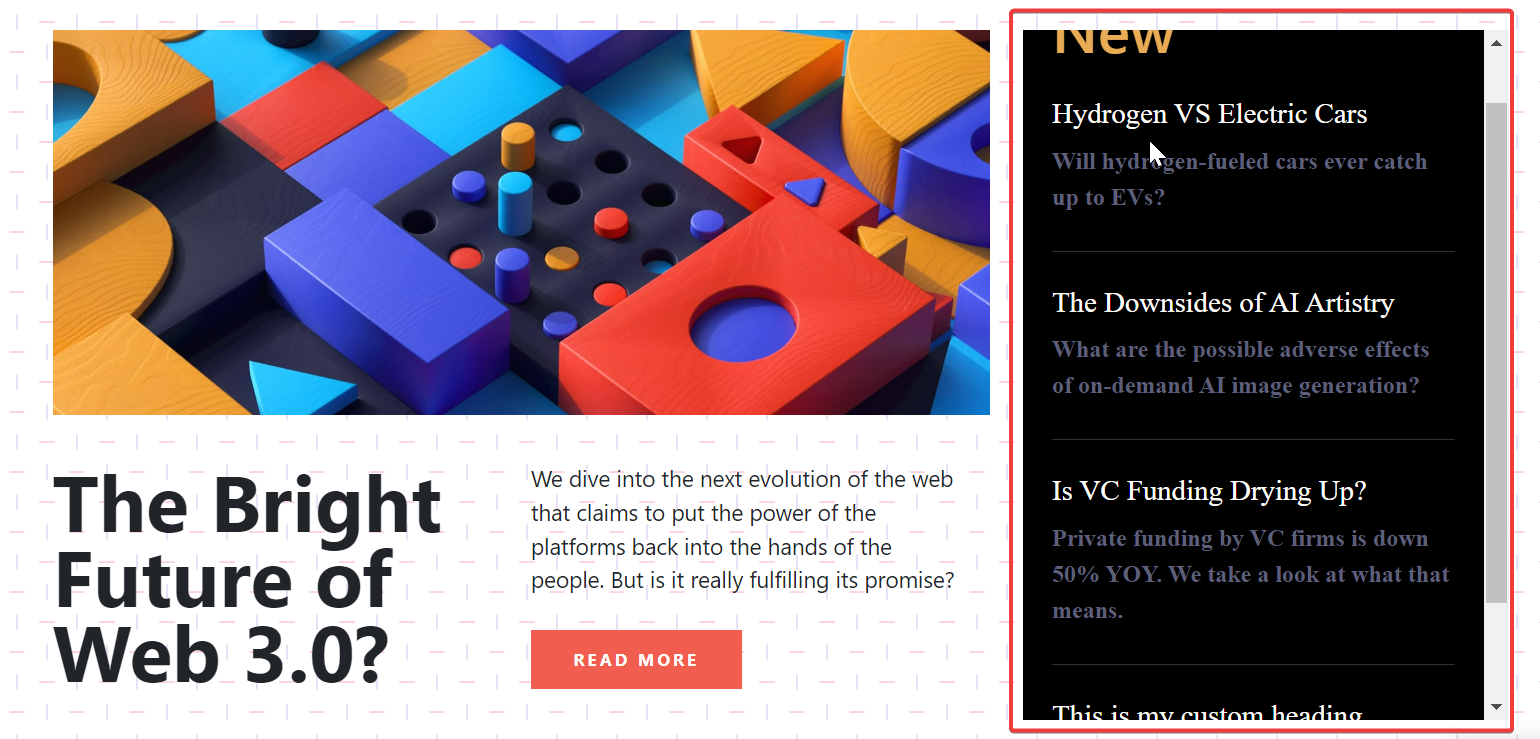 The Bright
Future of
Web 3.0?
We dive into the next evolution of the web
that claims to put the power of the
platforms back into the hands of the
people. But is it really fulfilling its promise?
READ MORE
New
Hydrogen VS Electric Cars
Will hydrogen-fueled cars ever catch
up to EVs?
The Downsides of AI Artistry
What are the possible adverse effects
of on-demand AI image generation?
Is VC Funding Drying Up?
Private funding by VC firms is down
50% YOY. We take a look at what that
means.
This is my custom heading